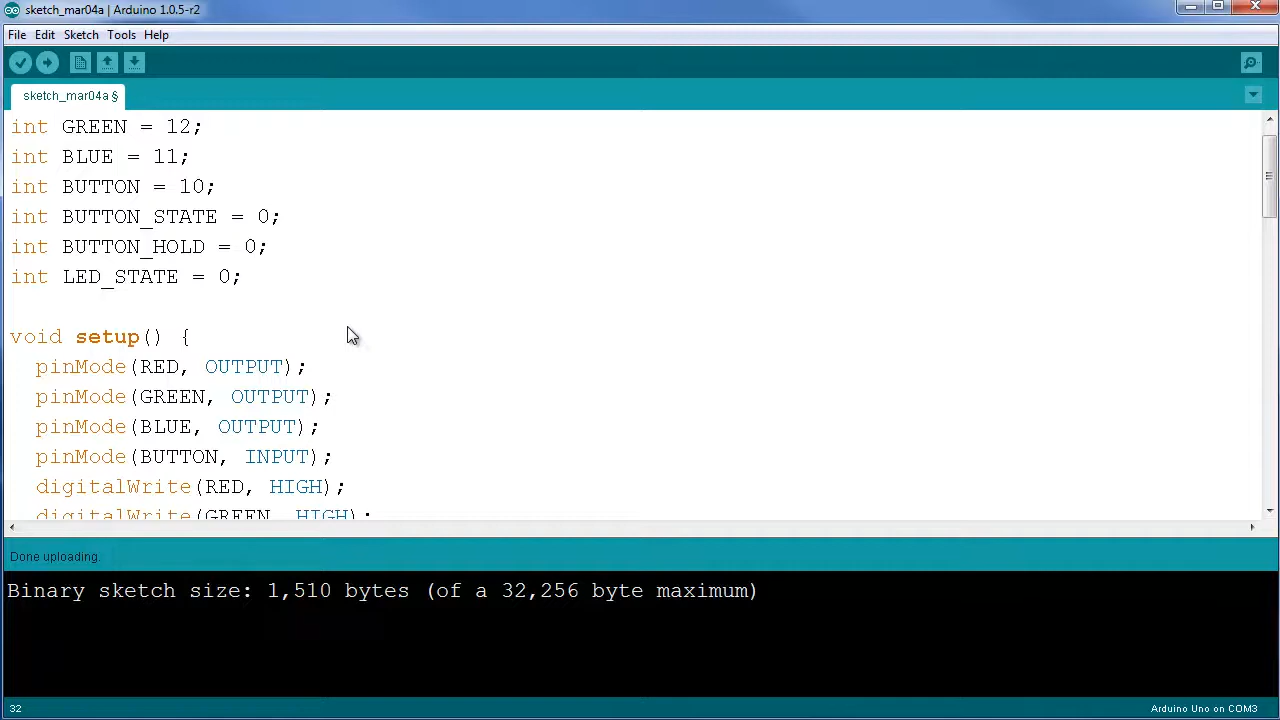 sketch_mar04a | Arduino 1.0.5-r2
File Edit Sketch Tools Help
sketch_mar04a §
int GREEN = 12;
int BLUE = 11;
int BUTTON = 10;
int BUTTON_STATE = 0;
int BUTTON_HOLD = 0;
int LED_STATE = 0;
void setup() {
pinMode(RED, OUTPUT);
pinMode(GREEN, OUTPUT);
pinMode(BLUE, OUTPUT);
pinMode(BUTTON, INPUT);
digitalWrite(RED, HIGH);
digitalWrite(GREEN, HIGH);
Done uploading.
Binary sketch size: 1,510 bytes (of a 32,256 byte maximum)
32
Arduino Uno on COM3